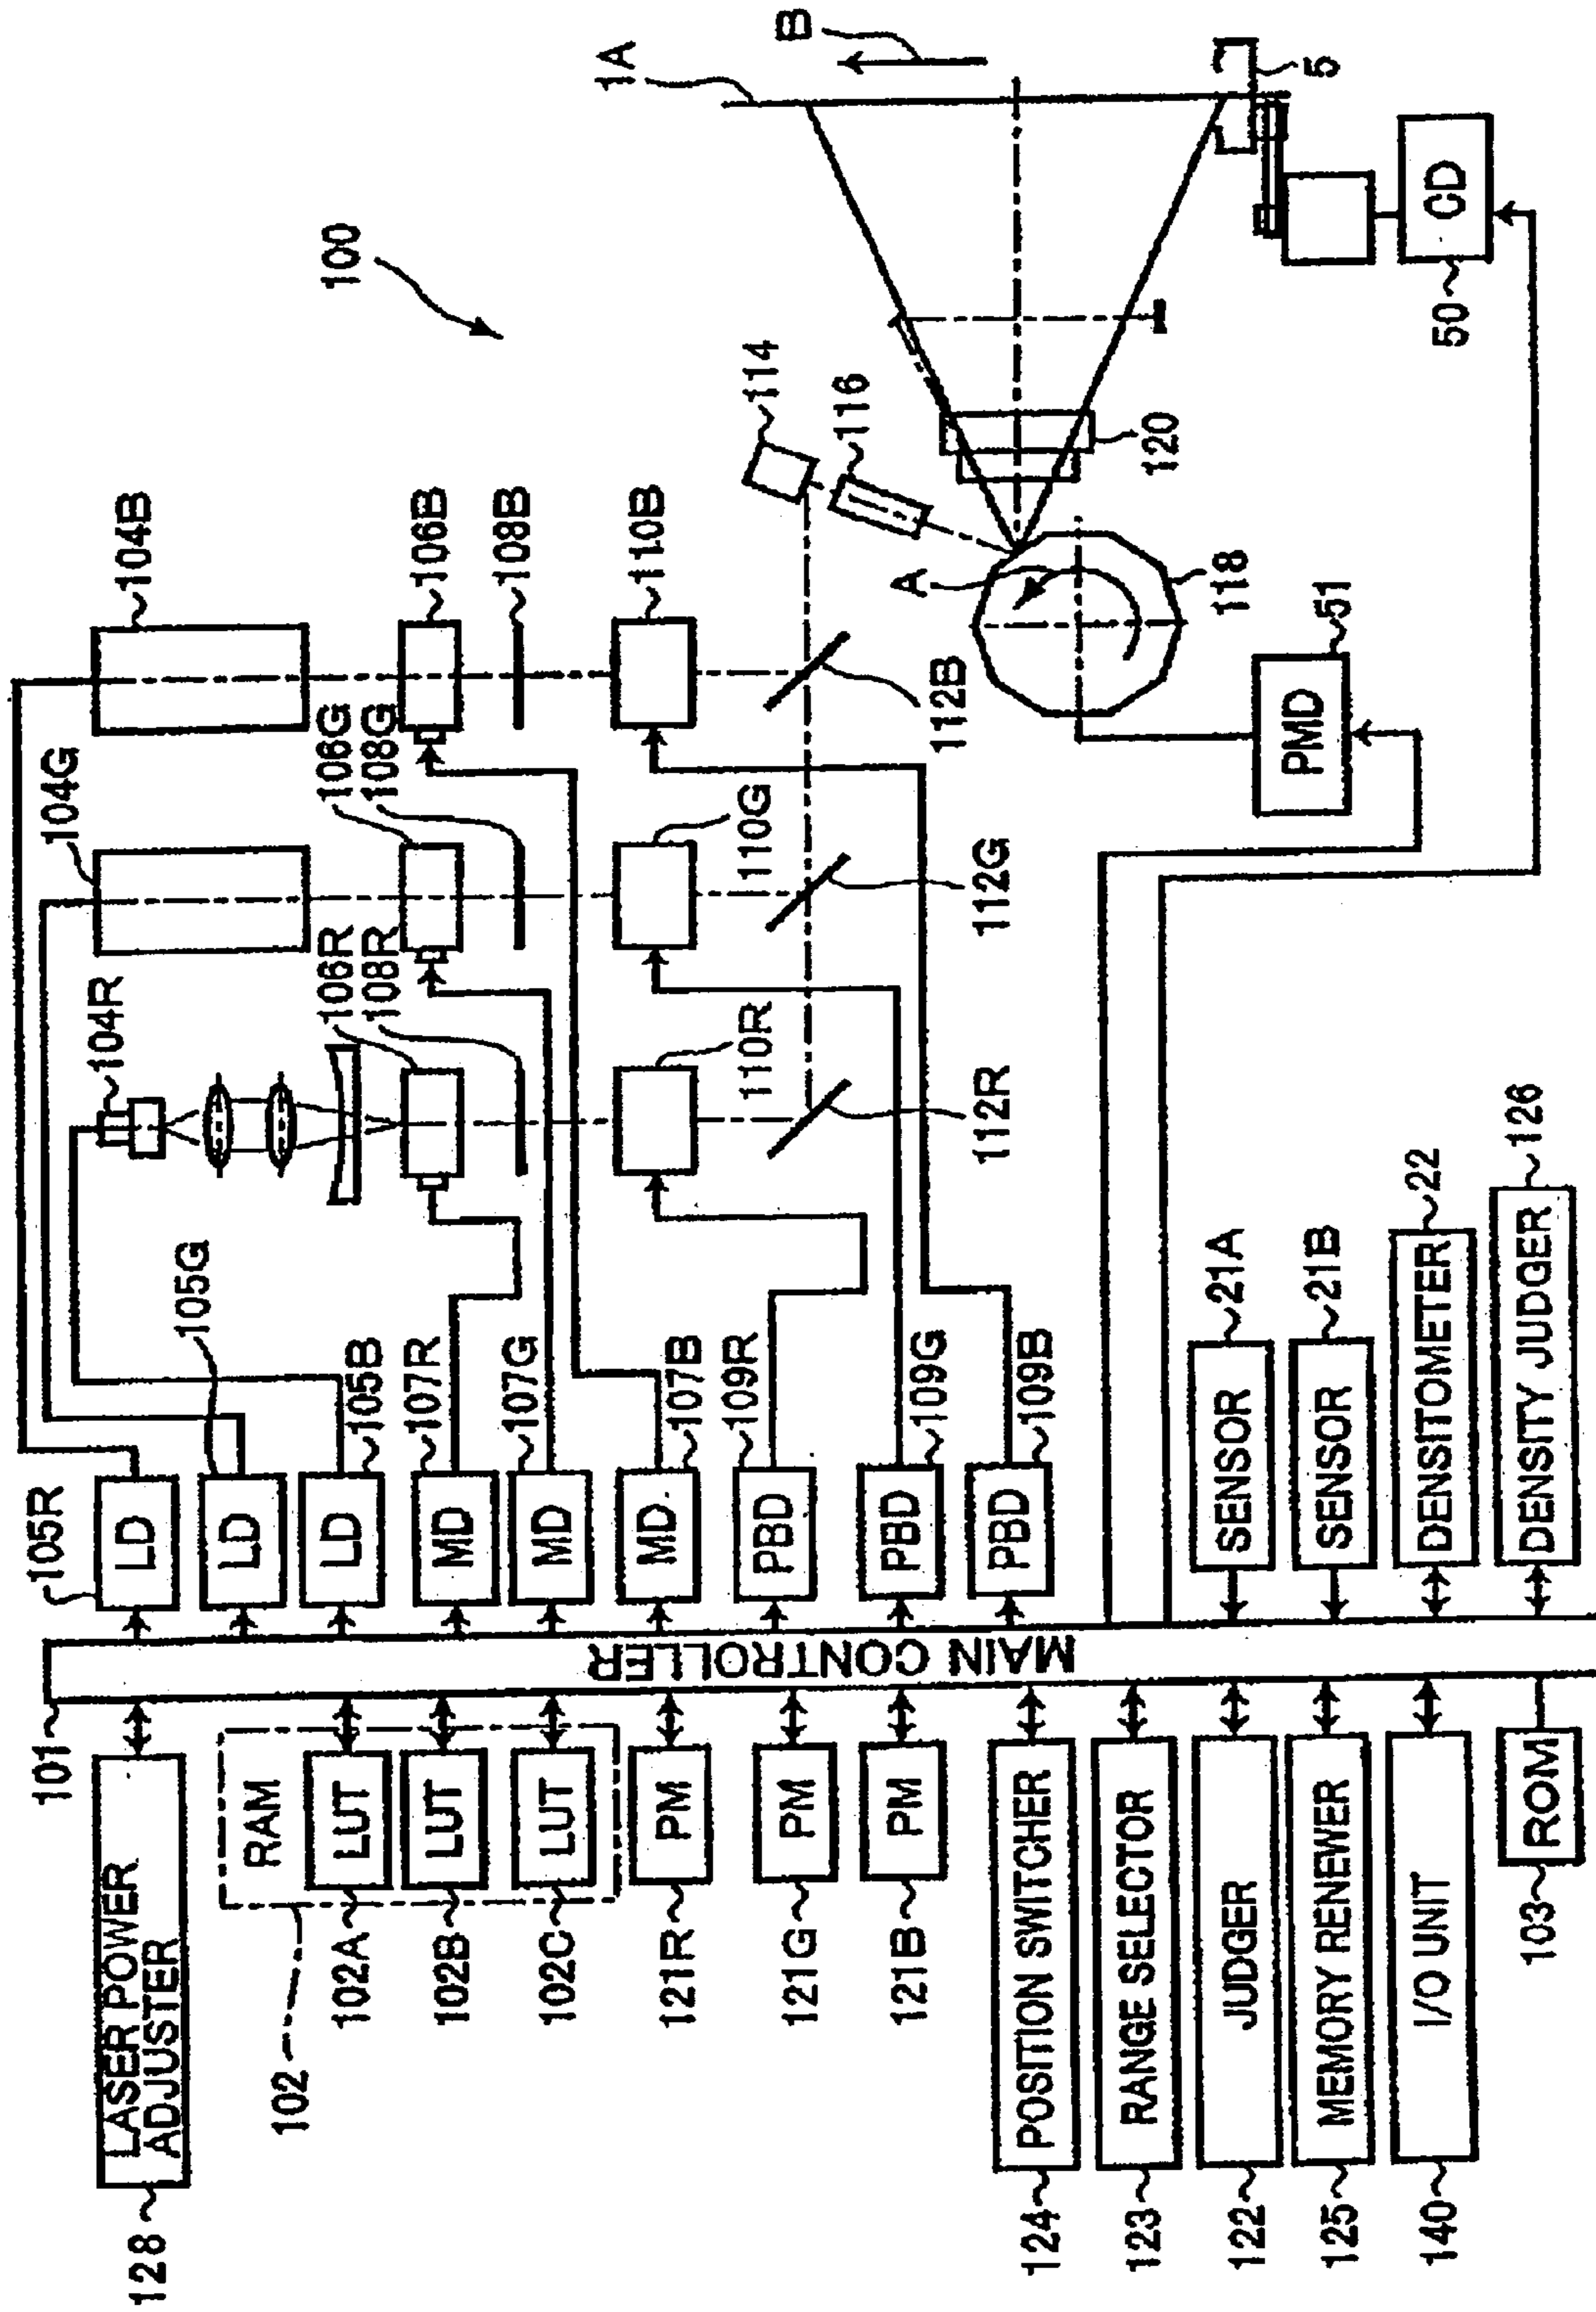 100
101
LASER POWER
ADJUSTER
128
RAM
102
LUT
102A
LUT
102B
LUT
102C
PM
121R
PM
121G
PM
121B
POSITION SWITCHER
124
RANGE SELECTOR
123
JUDGER
122
MEMORY RENEWER
125
I/O UNIT
140
ROM
103
MAIN CONTROLLER
105R
LD
LD
105G
LD
105B
MD
107R
MD
107G
MD
107B
PBD
109R
PBD
109G
PBD
109B
SENSOR
21A
SENSOR
21B
DENSITOMETER
22
DENSITY JUDGER
126
104R
104G
104B
106R
108R
106G
108G
106B
108B
110R
110G
110B
112R
112G
112B
114
116
A
118
120
PMD
51
1A
B
5
CD
50